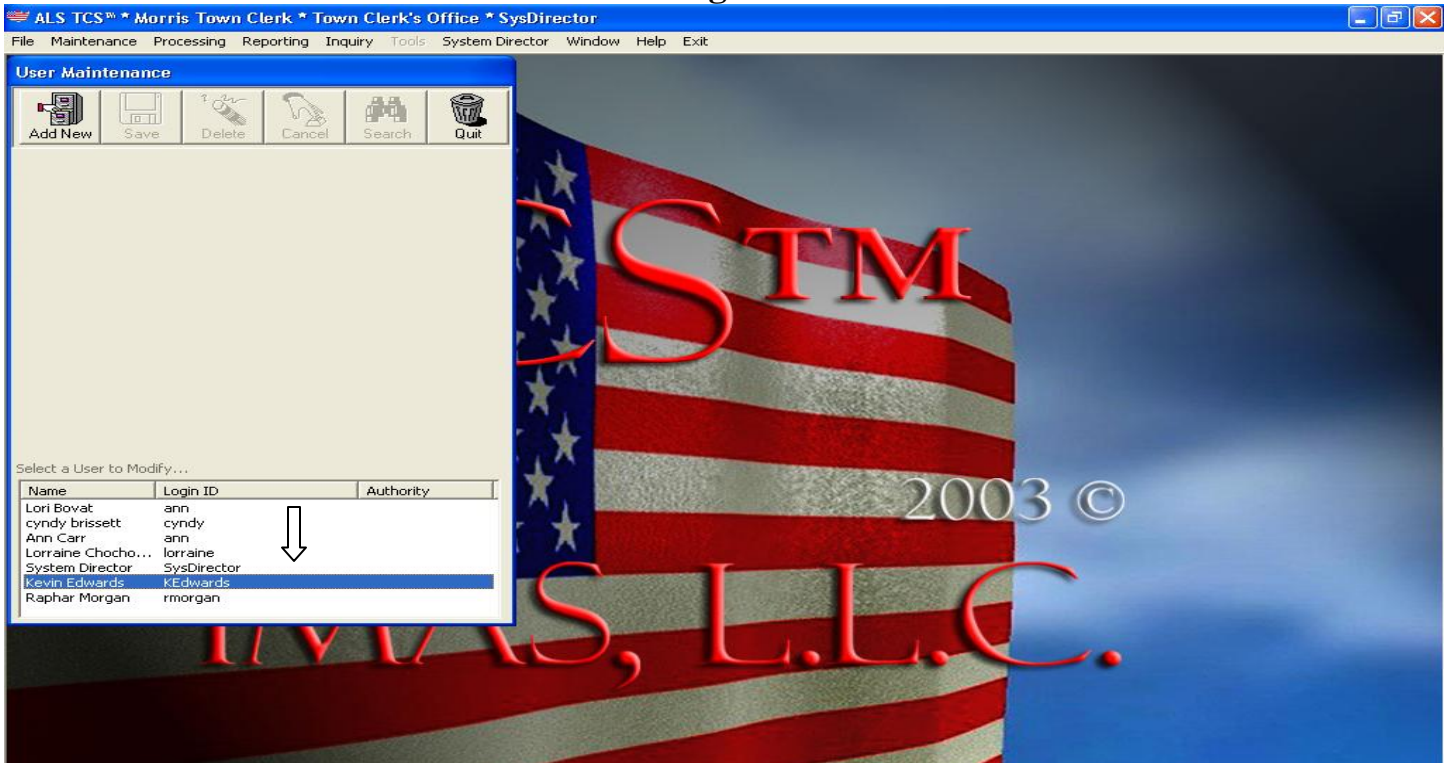 ALS TCS™ * Morris Town Clerk * Town Clerk's Office * SysDirector
File Maintenance Processing Reporting Inquiry Tools System Director Window Help Exit
User Maintenance
Add New Save Delete Cancel Search Quit
Select a User to Modify...
Name Login ID Authority
Lori Bovat ann
cyndy brissett cyndy
Ann Carr ann
Lorraine Chocho... lorraine
System Director SysDirector
Kevin Edwards KEdwards
Raphar Morgan rmorgan
CS™
2003 ©
IMAS, L.L.C.